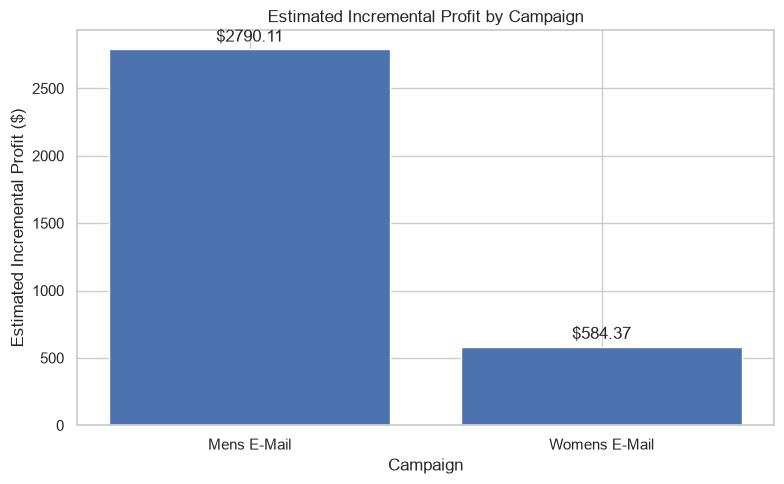 Estimated Incremental Profit by Campaign
$2790.11
$584.37
2500
2000
1500
1000
500
0
Estimated Incremental Profit ($)
Mens E-Mail
Womens E-Mail
Campaign